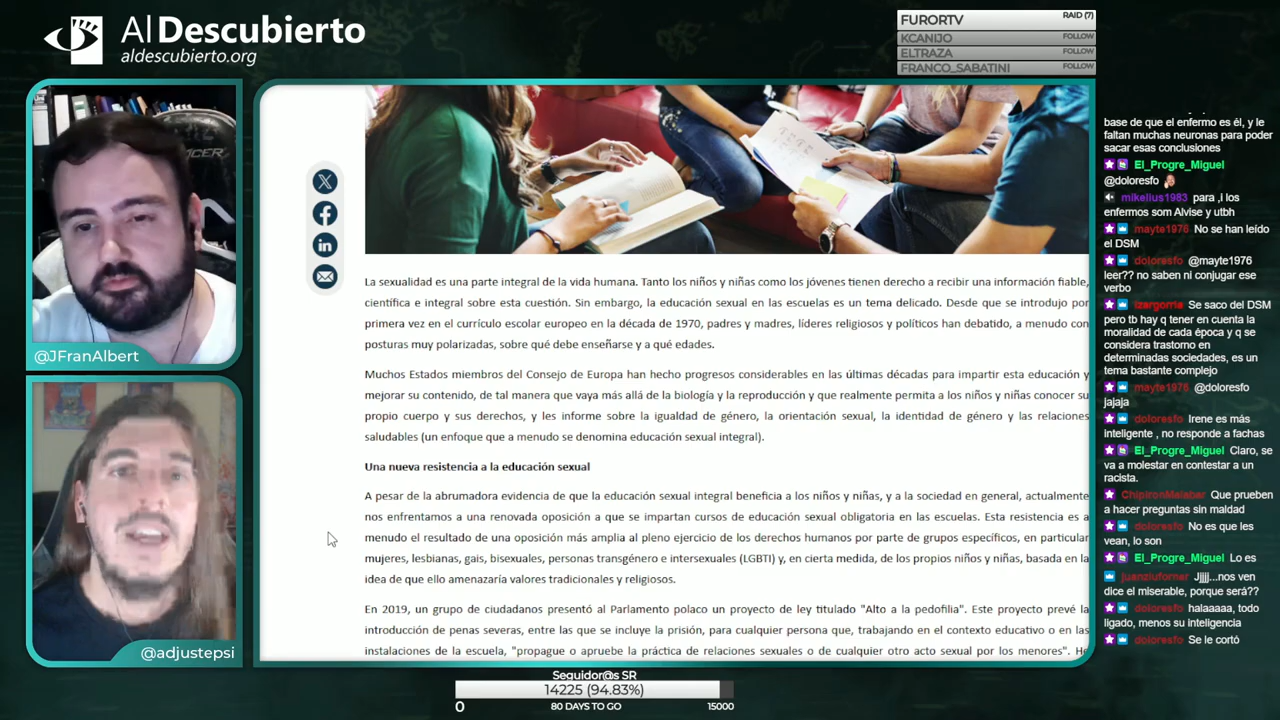 Al Descubierto
aldescubierto.org
FURORTV RAID (7)
KCANIJO FOLLOW
ELTRAZA FOLLOW
FRANCO_SABATINI FOLLOW
@JFranAlbert
@adjustepsi
La sexualidad es una parte integral de la vida humana. Tanto los niños y niñas como los jóvenes tienen derecho a recibir una información fiable,
científica e integral sobre esta cuestión. Sin embargo, la educación sexual en las escuelas es un tema delicado. Desde que se introdujo por
primera vez en el currículo escolar europeo en la década de 1970, padres y madres, líderes religiosos y políticos han debatido, a menudo con
posturas muy polarizadas, sobre qué debe enseñarse y a qué edades.
Muchos Estados miembros del Consejo de Europa han hecho progresos considerables en las últimas décadas para impartir esta educación y
mejorar su contenido, de tal manera que vaya más allá de la biología y la reproducción y que realmente permita a los niños y niñas conocer su
propio cuerpo y sus derechos, y les informe sobre la igualdad de género, la orientación sexual, la identidad de género y las relaciones
saludables (un enfoque que a menudo se denomina educación sexual integral).
Una nueva resistencia a la educación sexual
A pesar de la abrumadora evidencia de que la educación sexual integral beneficia a los niños y niñas, y a la sociedad en general, actualmente
nos enfrentamos a una renovada oposición a que se impartan cursos de educación sexual obligatoria en las escuelas. Esta resistencia es a
menudo el resultado de una oposición más amplia al pleno ejercicio de los derechos humanos por parte de grupos específicos, en particular
mujeres, lesbianas, gais, bisexuales, personas transgénero e intersexuales (LGBTI) y, en cierta medida, de los propios niños y niñas, basada en la
idea de que ello amenazaría valores tradicionales y religiosos.
En 2019, un grupo de ciudadanos presentó al Parlamento polaco un proyecto de ley titulado "Alto a la pedofilia". Este proyecto prevé la
introducción de penas severas, entre las que se incluye la prisión, para cualquier persona que, trabajando en el contexto educativo o en las
instalaciones de la escuela, "propague o apruebe la práctica de relaciones sexuales o de cualquier otro acto sexual por los menores". He
base de que el enfermo es él, y le
faltan muchas neuronas para poder
sacar esas conclusiones
El_Progre_Miguel
@doloresfo
mikelius1983 para ,l los
enfermos som Alvise y utbh
mayte1976 No se han leído
el DSM
doloresfo @mayte1976
leer?? no saben ni conjugar ese
verbo
izargorria Se saco del DSM
pero tb hay q tener en cuenta la
moralidad de cada época y q se
considera trastorno en
determinadas sociedades, es un
tema bastante complejo
mayte1976 @doloresfo
jajaja
doloresfo Irene es más
inteligente , no responde a fachas
El_Progre_Miguel Claro, se
va a molestar en contestar a un
racista.
ChipironMalabar Que prueben
a hacer preguntas sin maldad
doloresfo No es que les
vean, lo son
El_Progre_Miguel Lo es
juanziuforner Jjjjj...nos ven
dice el miserable, porque será??
doloresfo halaaaaa, todo
ligado, menos su inteligencia
doloresfo Se le cortó
Seguidor@s SR
14225 (94.83%)
0 80 DAYS TO GO 15000